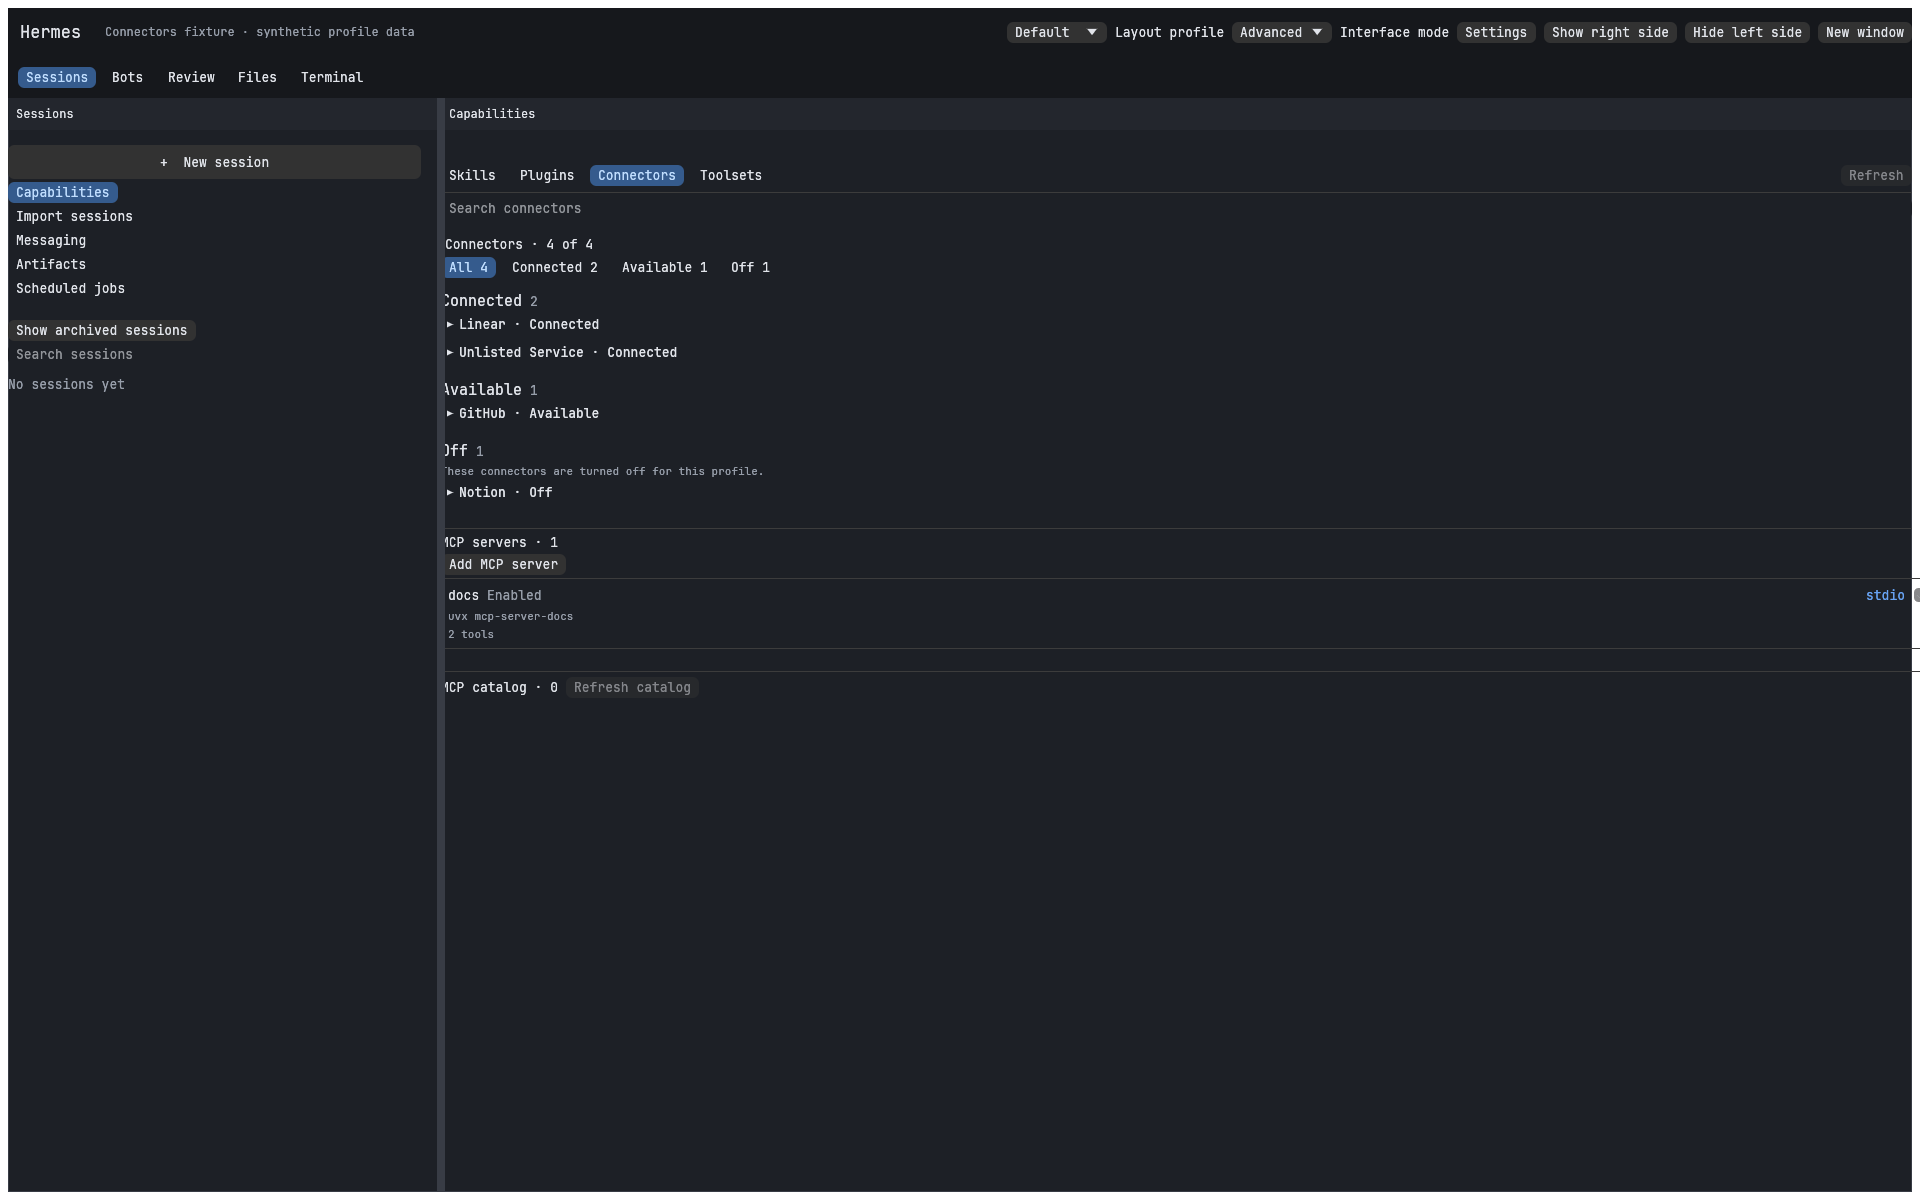 Hermes Connectors fixture · synthetic profile data Default Layout profile Advanced Interface mode Settings Show right side Hide left side New window
Sessions Bots Review Files Terminal
Sessions
+ New session
Capabilities
Import sessions
Messaging
Artifacts
Scheduled jobs
Show archived sessions
Search sessions
No sessions yet
Capabilities
Skills Plugins Connectors Toolsets Refresh
Search connectors
Connectors · 4 of 4
All 4 Connected 2 Available 1 Off 1
Connected 2
▶ Linear · Connected
▶ Unlisted Service · Connected
Available 1
▶ GitHub · Available
Off 1
These connectors are turned off for this profile.
▶ Notion · Off
MCP servers · 1
Add MCP server
docs Enabled stdio
uvx mcp-server-docs
2 tools
MCP catalog · 0 Refresh catalog